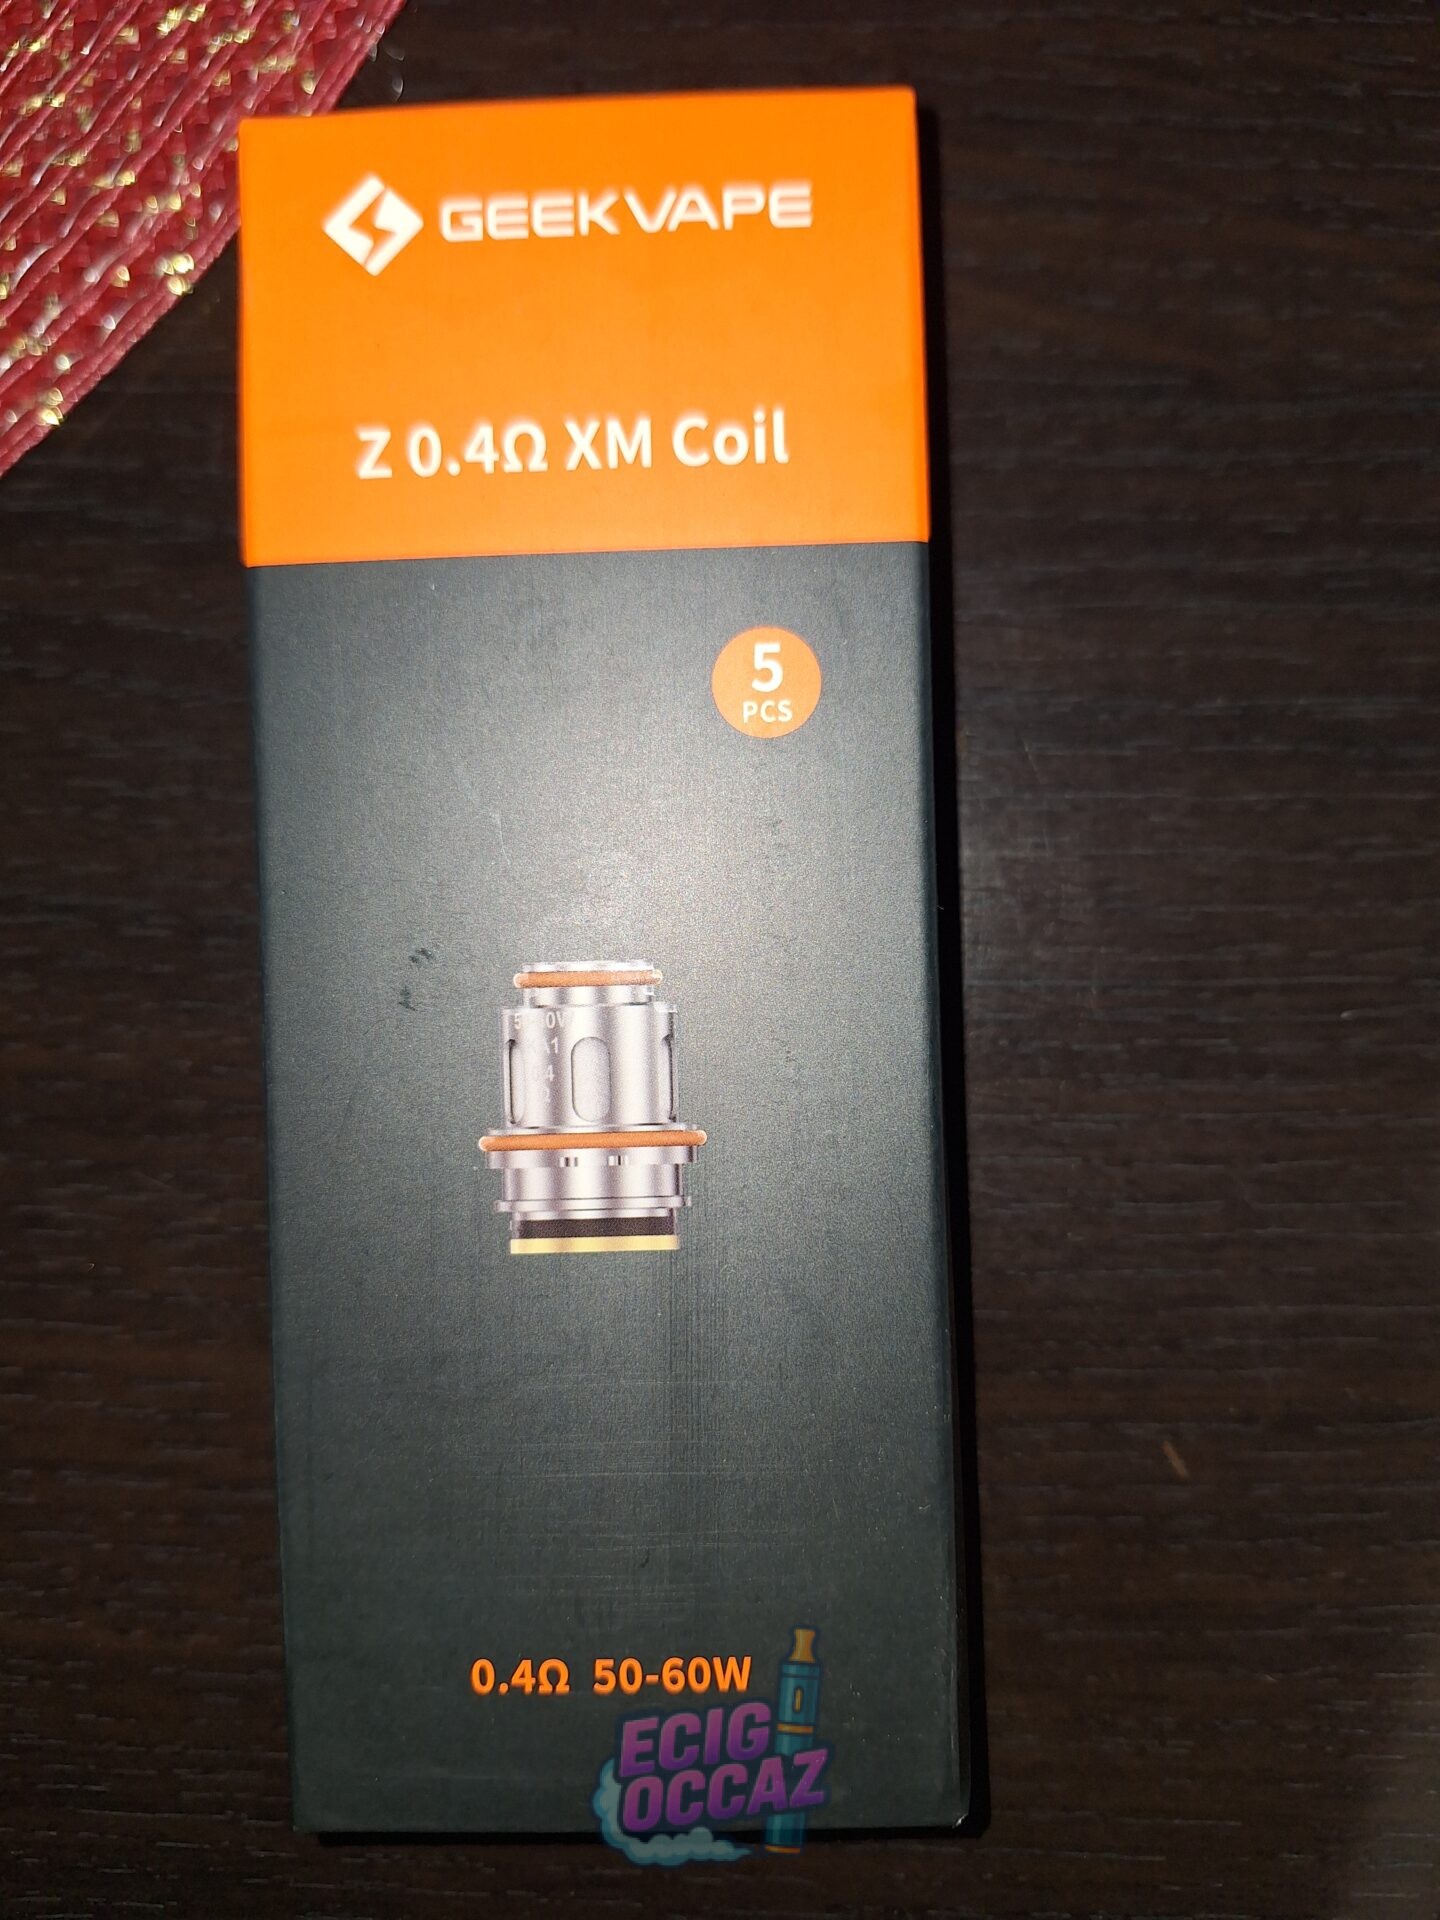 GEEKVAPE
Z 0.4Ω XM Coil
5
PCS
0.4Ω 50-60W
ECIG
OCCAZ